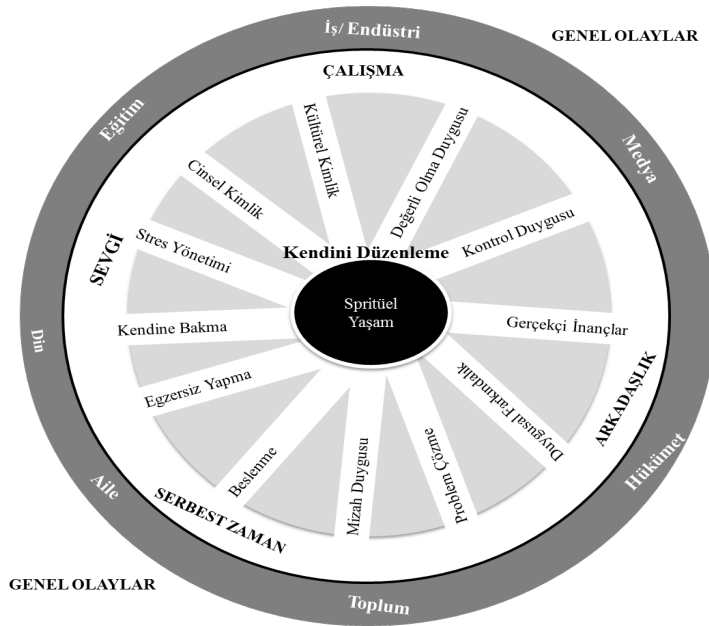 İş/ Endüstri
GENEL OLAYLAR
ÇALIŞMA
Eğitim
Medya
Kültürel Kimlik
Değerli Olma Duygusu
Cinsel Kimlik
Kontrol Duygusu
SEVGİ
Stres Yönetimi
Kendini Düzenleme
Spritüel
Yaşam
Din
Kendine Bakma
Gerçekçi İnançlar
Egzersiz Yapma
Duygusal Farkındalık
ARKADAŞLIK
Hükümet
Aile
Beslenme
Mizah Duygusu
Problem Çözme
SERBEST ZAMAN
GENEL OLAYLAR
Toplum